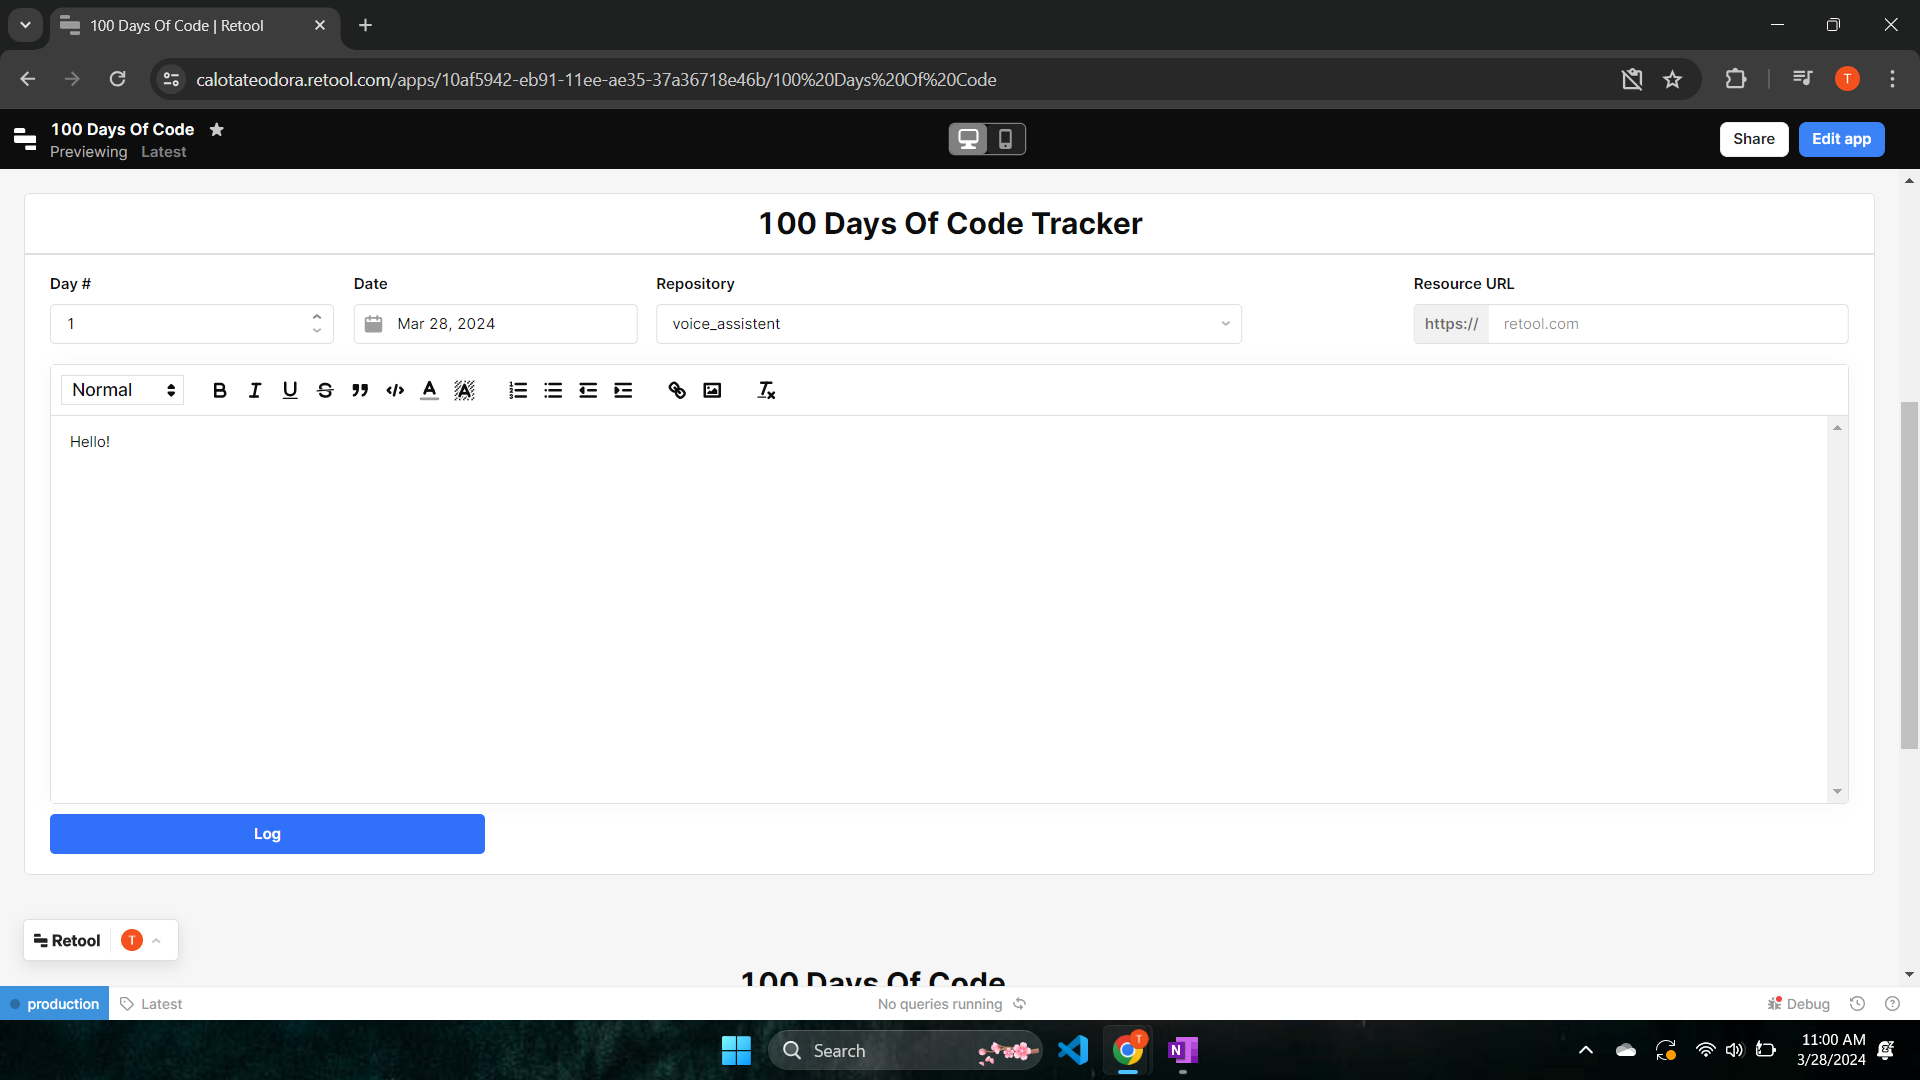 100 Days Of Code | Retool
calotateodora.retool.com/apps/10af5942-eb91-11ee-ae35-37a36718e46b/100%20Days%20Of%20Code
T
100 Days Of Code
Previewing Latest
Share
Edit app
100 Days Of Code Tracker
Day #
Date
Repository
Resource URL
1
Mar 28, 2024
voice_assistent
https://
retool.com
Normal
Hello!
Log
Retool
T
100 Days Of Code
production
Latest
No queries running
Debug
Search
T
N
11:00 AM
3/28/2024